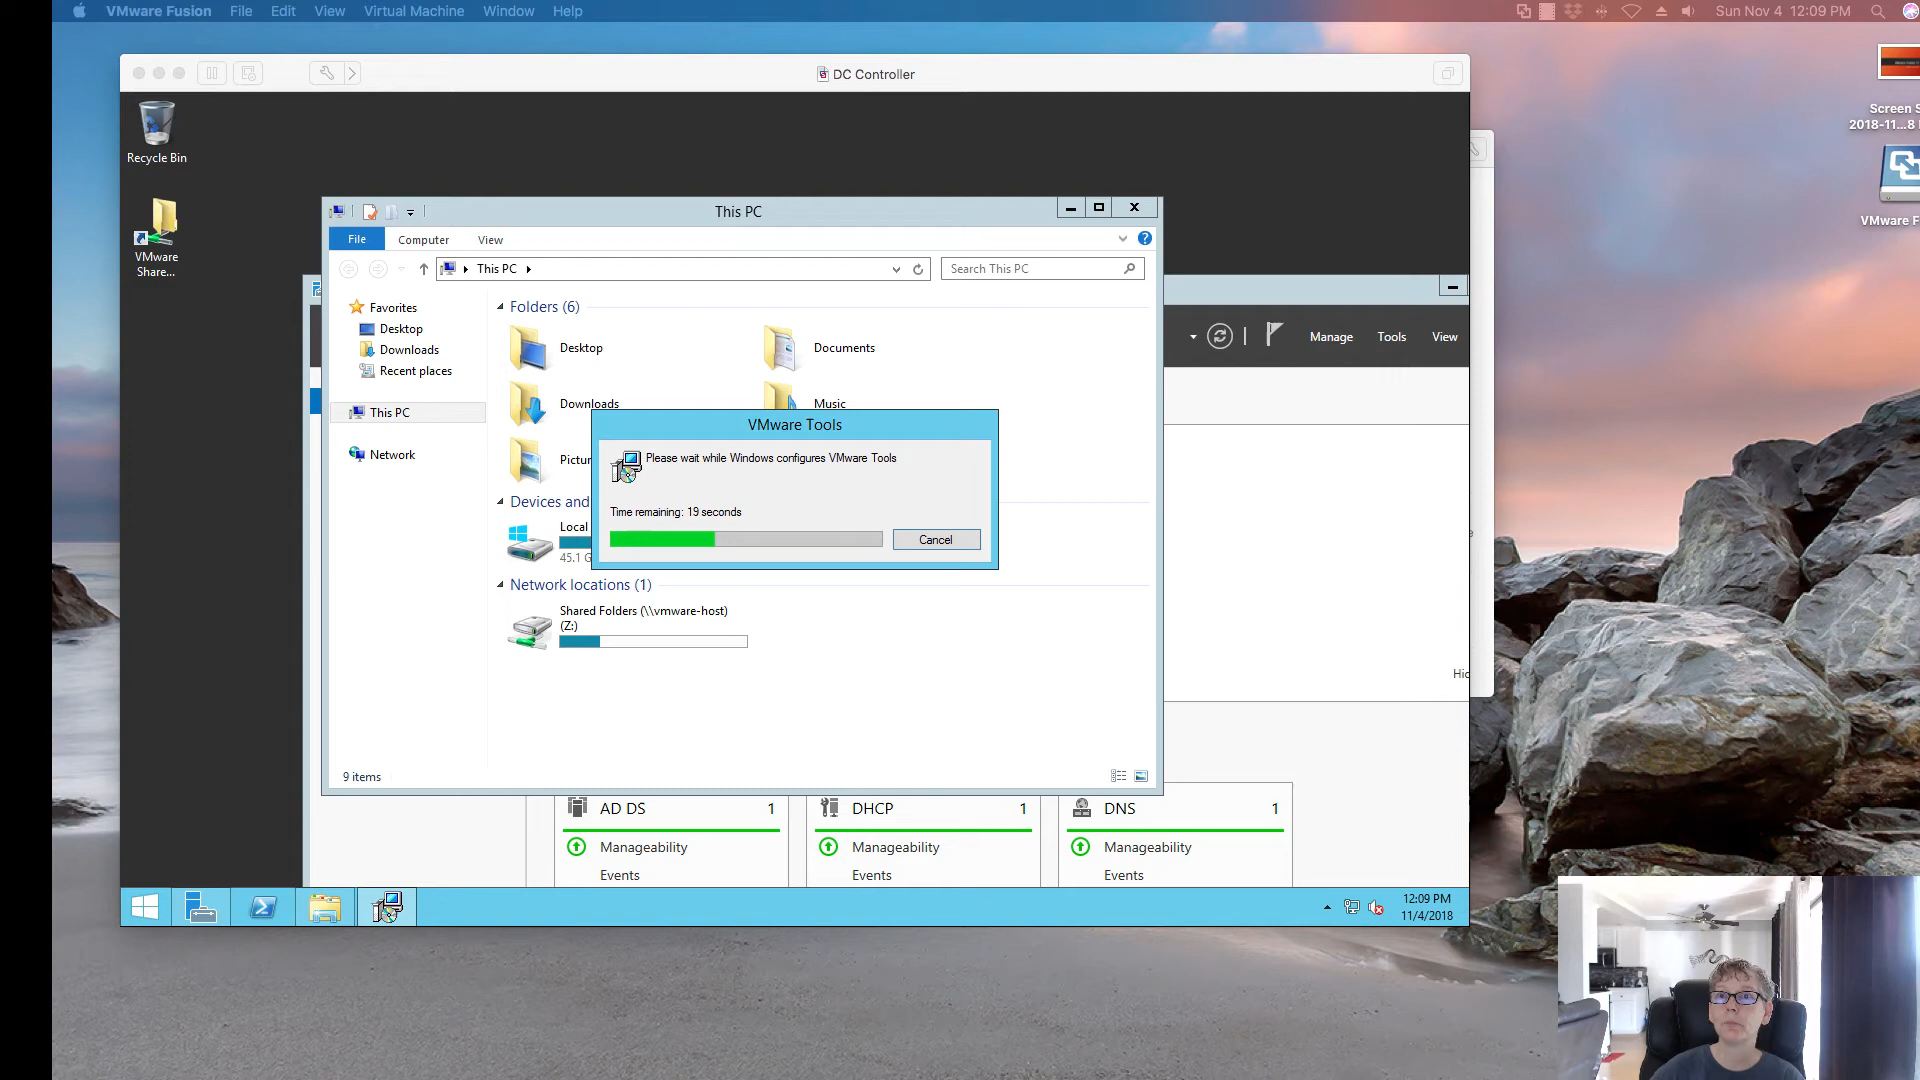 VMware Fusion File Edit View Virtual Machine Window Help Sun Nov 4 12:09 PM
DC Controller
Recycle Bin
VMware
Share...
This PC
File Computer View
This PC Search This PC
Favorites
Desktop
Downloads
Recent places
This PC
Network
Folders (6)
Desktop Documents
Downloads Music
Devices and
Local
45.1 G
VMware Tools
Please wait while Windows configures VMware Tools
Time remaining: 19 seconds
Cancel
Network locations (1)
Shared Folders (\\vmware-host)
(Z:)
9 items
Manage Tools View
AD DS 1 DHCP 1 DNS 1
Manageability Manageability Manageability
Events Events Events
12:09 PM
11/4/2018
Screen S
2018-11...8
VMware F